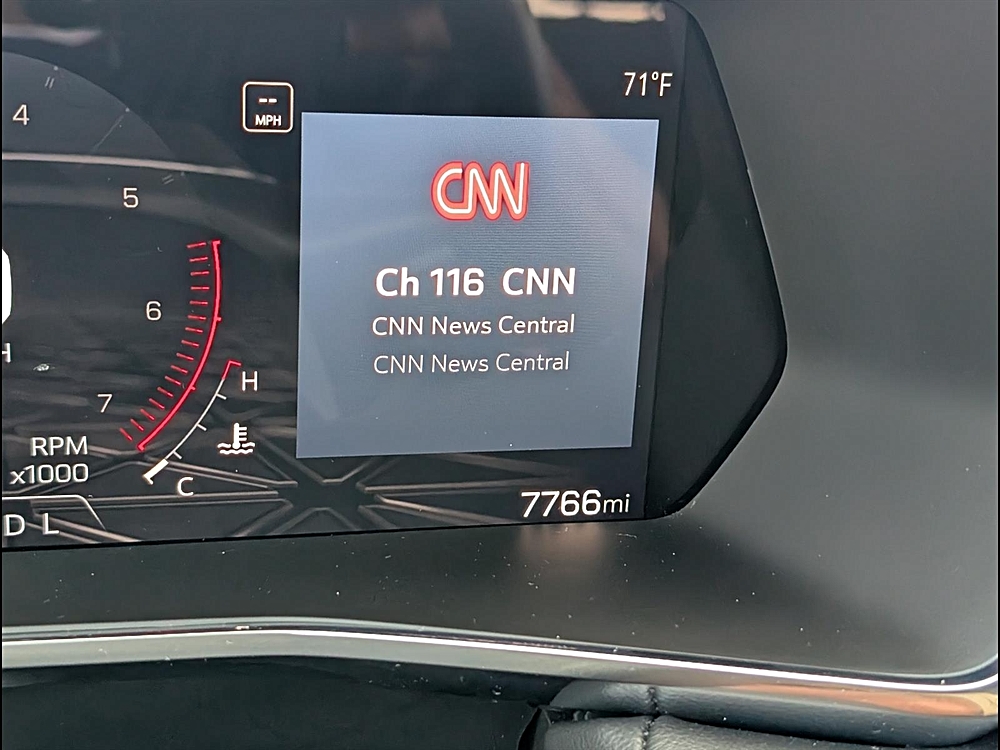 71°F
--
MPH
4
5
6
7
CNN
Ch 116 CNN
CNN News Central
CNN News Central
H
C
RPM
x1000
D L
7766mi